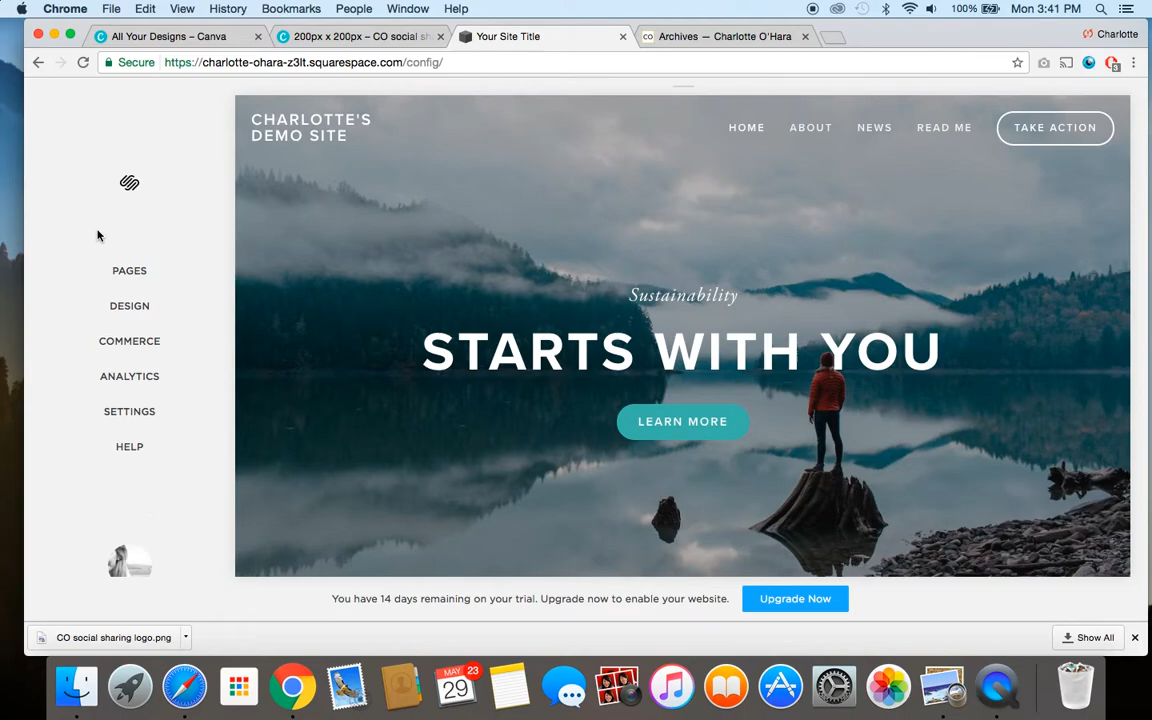 Chrome File Edit View History Bookmarks People Window Help 100% Mon 3:41 PM
All Your Designs – Canva 200px x 200px – CO social sh Your Site Title Archives — Charlotte O'Hara Charlotte
Secure https://charlotte-ohara-z3lt.squarespace.com/config/
3
CHARLOTTE'S
DEMO SITE
HOME ABOUT NEWS READ ME TAKE ACTION
PAGES
DESIGN
COMMERCE
ANALYTICS
SETTINGS
HELP
Sustainability
STARTS WITH YOU
LEARN MORE
You have 14 days remaining on your trial. Upgrade now to enable your website. Upgrade Now
CO social sharing logo.png Show All
MAY 23
29